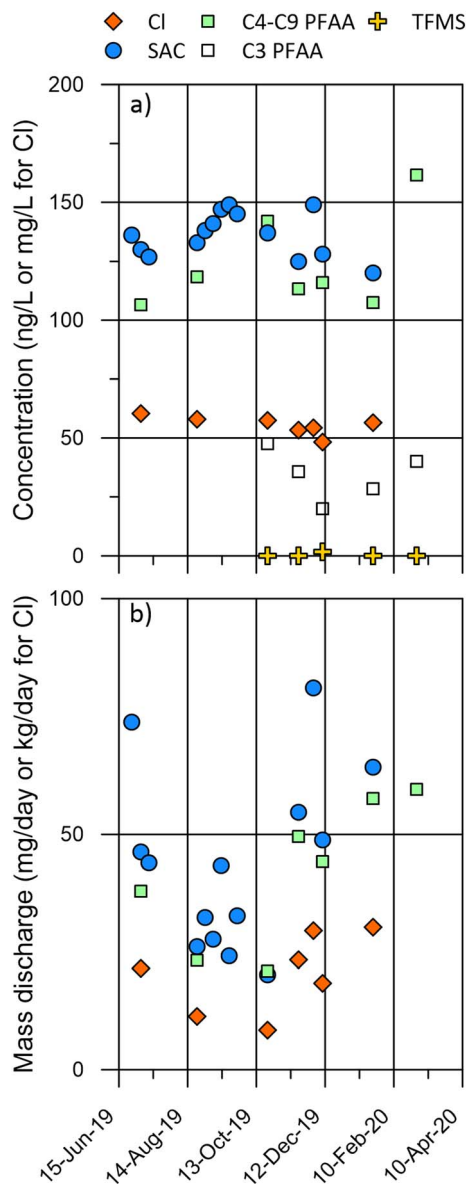 Cl C4-C9 PFAA TFMS
SAC C3 PFAA
a)
Concentration (ng/L or mg/L for Cl)
200
150
100
50
0
b)
Mass discharge (mg/day or kg/day for Cl)
100
50
0
15-Jun-19
14-Aug-19
13-Oct-19
12-Dec-19
10-Feb-20
10-Apr-20